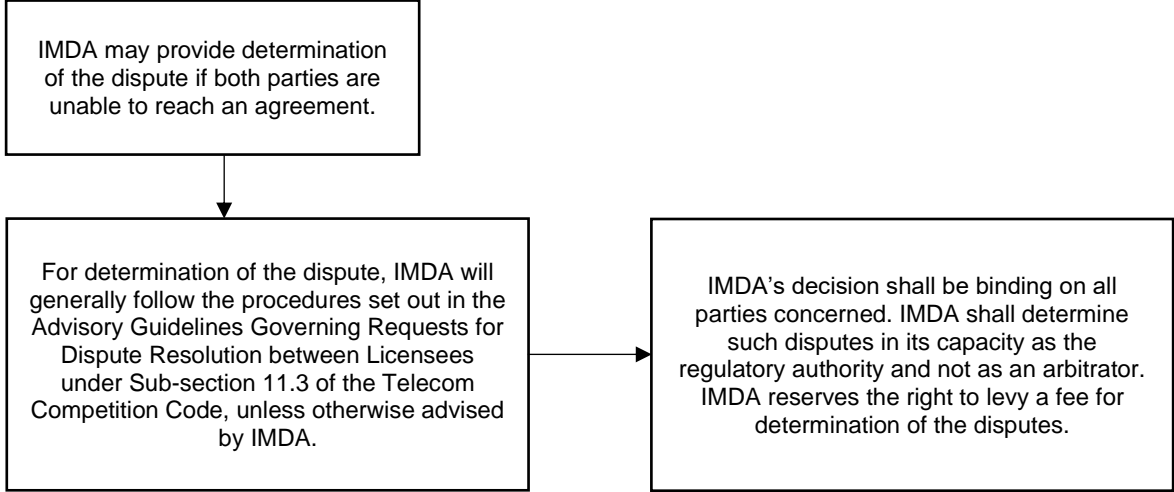 IMDA may provide determination
of the dispute if both parties are
unable to reach an agreement.
For determination of the dispute, IMDA will
generally follow the procedures set out in the
Advisory Guidelines Governing Requests for
Dispute Resolution between Licensees
under Sub-section 11.3 of the Telecom
Competition Code, unless otherwise advised
by IMDA.
IMDA’s decision shall be binding on all
parties concerned. IMDA shall determine
such disputes in its capacity as the
regulatory authority and not as an arbitrator.
IMDA reserves the right to levy a fee for
determination of the disputes.